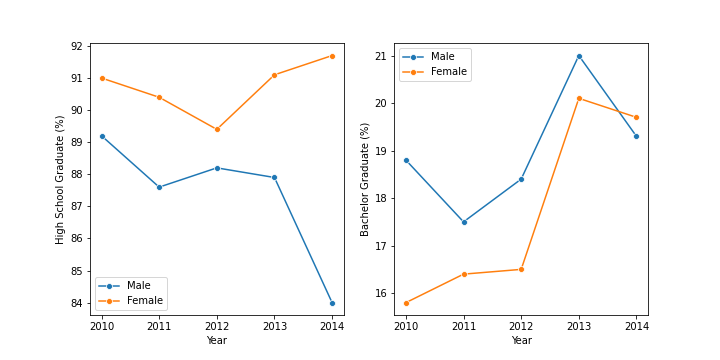 High School Graduate (%)
92
91
90
89
88
87
86
85
84
Male
Female
2010 2011 2012 2013 2014
Year
Bachelor Graduate (%)
21
20
19
18
17
16
Male
Female
2010 2011 2012 2013 2014
Year